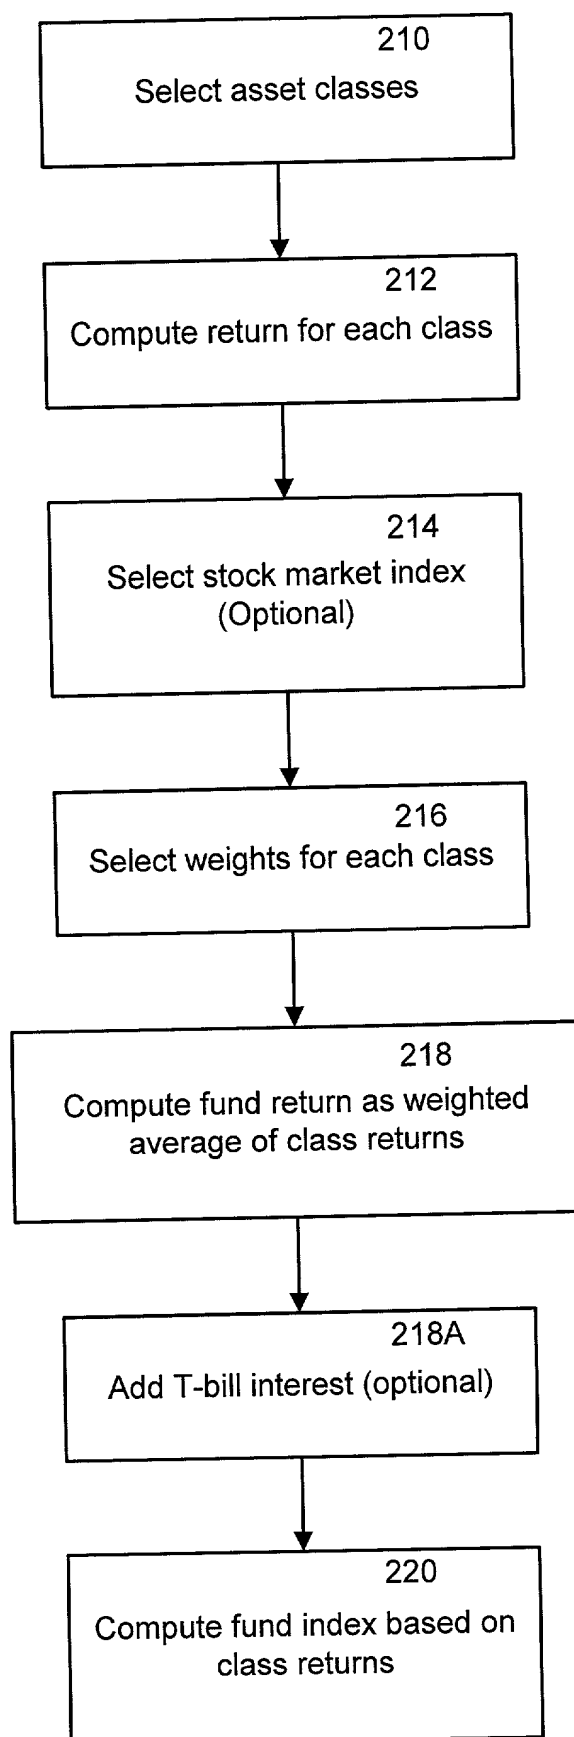 210
Select asset classes
212
Compute return for each class
214
Select stock market index
(Optional)
216
Select weights for each class
218
Compute fund return as weighted
average of class returns
218A
Add T-bill interest (optional)
220
Compute fund index based on
class returns